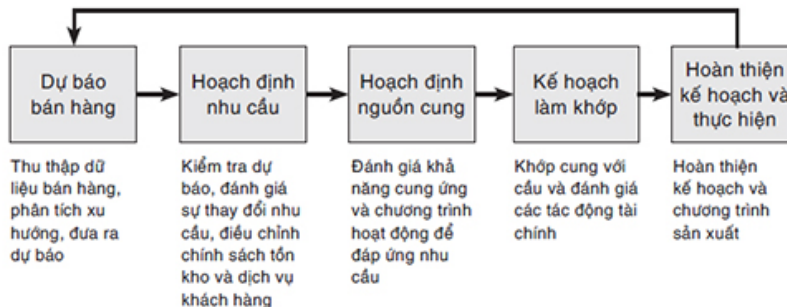 Dự báo
bán hàng
Hoạch định
nhu cầu
Hoạch định
nguồn cung
Kế hoạch
làm khớp
Hoàn thiện
kế hoạch và
thực hiện
Thu thập dữ
liệu bán hàng,
phân tích xu
hướng, đưa ra
dự báo
Kiểm tra dự
báo, đánh giá
sự thay đổi nhu
cầu, điều chỉnh
chính sách tồn
kho và dịch vụ
khách hàng
Đánh giá khả
năng cung ứng
và chương trình
hoạt động để
đáp ứng nhu
cầu
Khớp cung với
cầu và đánh giá
các tác động tài
chính
Hoàn thiện
kế hoạch và
chương trình
sản xuất